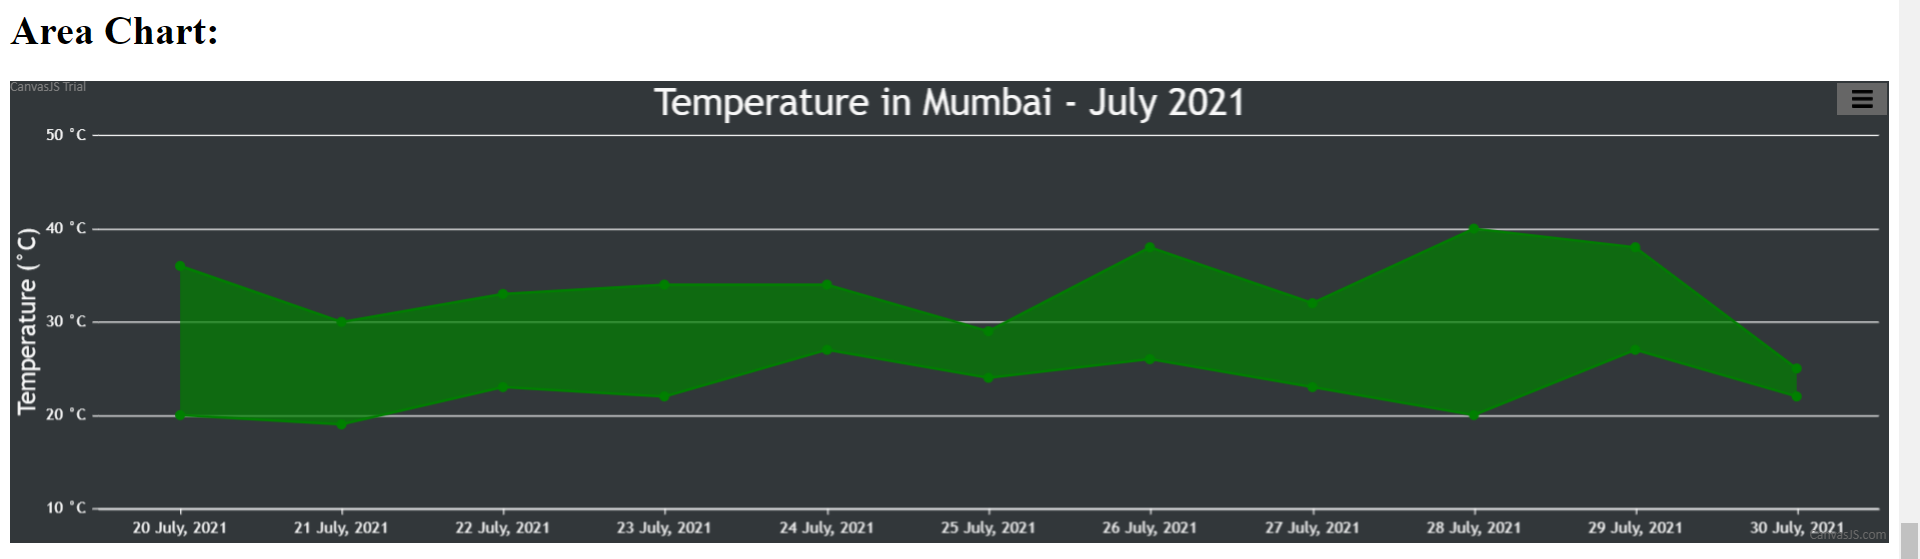 Area Chart:
CanvasJS Trial
Temperature in Mumbai - July 2021
Temperature (°C)
50 °C
40 °C
30 °C
20 °C
10 °C
20 July, 2021 21 July, 2021 22 July, 2021 23 July, 2021 24 July, 2021 25 July, 2021 26 July, 2021 27 July, 2021 28 July, 2021 29 July, 2021 30 July, 2021
CanvasJS.com